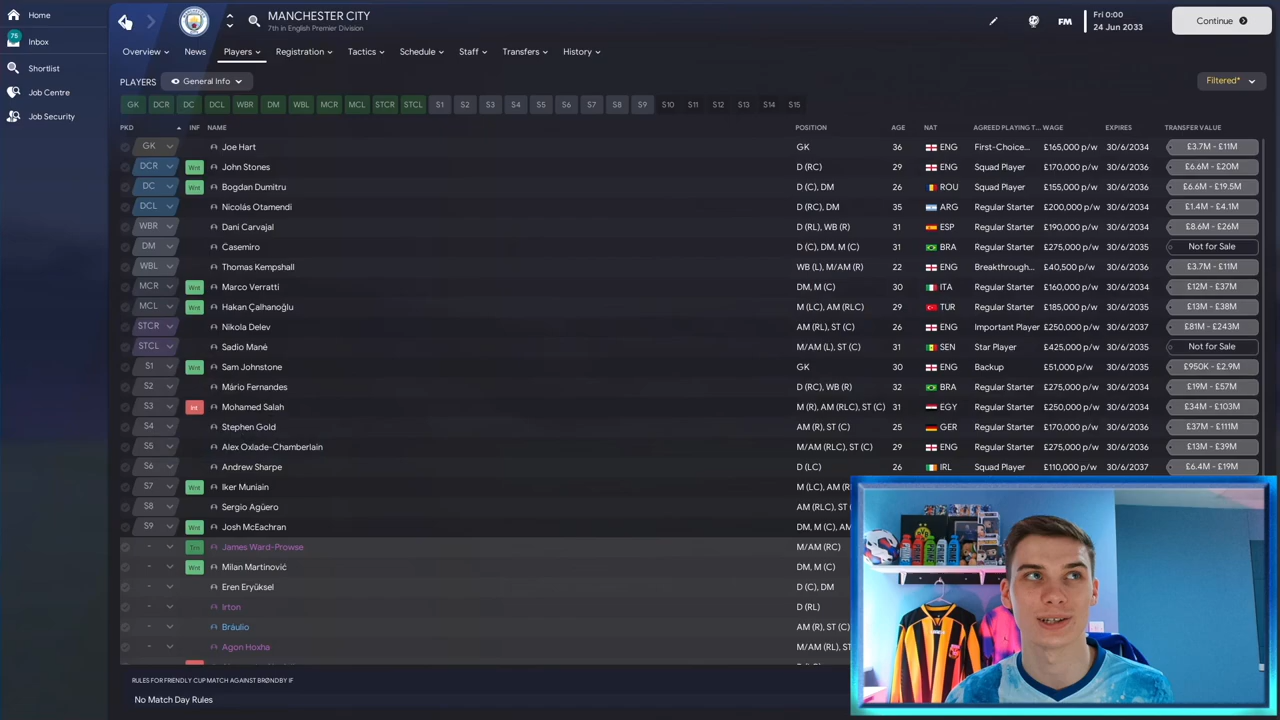 Home
75
Inbox
Shortlist
Job Centre
Job Security
MANCHESTER CITY
7th in English Premier Division
FM
Fri 0:00
24 Jun 2033
Continue
Overview News Players Registration Tactics Schedule Staff Transfers History
PLAYERS General Info Filtered*
GK DCR DC DCL WBR DM WBL MCR MCL STCR STCL S1 S2 S3 S4 S5 S6 S7 S8 S9 S10 S11 S12 S13 S14 S15
PKD INF NAME POSITION AGE NAT AGREED PLAYING T... WAGE EXPIRES TRANSFER VALUE
GK Joe Hart GK 36 ENG First-Choice... £165,000 p/w 30/6/2034 £3.7M - £11M
DCR Wnt John Stones D (RC) 29 ENG Squad Player £170,000 p/w 30/6/2036 £6.6M - £20M
DC Wnt Bogdan Dumitru D (C), DM 26 ROU Squad Player £155,000 p/w 30/6/2036 £6.6M - £19.5M
DCL Nicolás Otamendi D (RC), DM 35 ARG Regular Starter £200,000 p/w 30/6/2034 £1.4M - £4.1M
WBR Dani Carvajal D (RL), WB (R) 31 ESP Regular Starter £190,000 p/w 30/6/2034 £8.6M - £26M
DM Casemiro D (C), DM, M (C) 31 BRA Regular Starter £275,000 p/w 30/6/2035 Not for Sale
WBL Thomas Kempshall WB (L), M/AM (R) 22 ENG Breakthrough... £40,500 p/w 30/6/2036 £3.7M - £11M
MCR Wnt Marco Verratti DM, M (C) 30 ITA Regular Starter £160,000 p/w 30/6/2034 £12M - £37M
MCL Wnt Hakan Çalhanoğlu M (LC), AM (RLC) 29 TUR Regular Starter £185,000 p/w 30/6/2035 £13M - £38M
STCR Nikola Delev AM (RL), ST (C) 26 ENG Important Player £250,000 p/w 30/6/2037 £81M - £243M
STCL Sadio Mané M/AM (L), ST (C) 31 SEN Star Player £425,000 p/w 30/6/2035 Not for Sale
S1 Wnt Sam Johnstone GK 30 ENG Backup £51,000 p/w 30/6/2035 £950K - £2.9M
S2 Mário Fernandes D (RC), WB (R) 32 BRA Regular Starter £275,000 p/w 30/6/2034 £19M - £57M
S3 Int Mohamed Salah M (R), AM (RLC), ST (C) 31 EGY Regular Starter £250,000 p/w 30/6/2034 £34M - £103M
S4 Stephen Gold AM (R), ST (C) 25 GER Regular Starter £170,000 p/w 30/6/2036 £37M - £111M
S5 Alex Oxlade-Chamberlain M/AM (RLC), ST (C) 29 ENG Regular Starter £275,000 p/w 30/6/2036 £13M - £39M
S6 Andrew Sharpe D (LC) 26 IRL Squad Player £110,000 p/w 30/6/2037 £6.4M - £19M
S7 Wnt Iker Muniain M (LC), AM
S8 Sergio Agüero AM (RLC), ST
S9 Wnt Josh McEachran DM, M (C), AM
- Trn James Ward-Prowse M/AM (RC)
- Wnt Milan Martinović DM, M (C)
- Eren Eryüksel D (C), DM
- Irton D (RL)
- Bráulio AM (R), ST
- Agon Hoxha M/AM (RL), ST
RULES FOR FRIENDLY CUP MATCH AGAINST BRØNDBY IF
No Match Day Rules